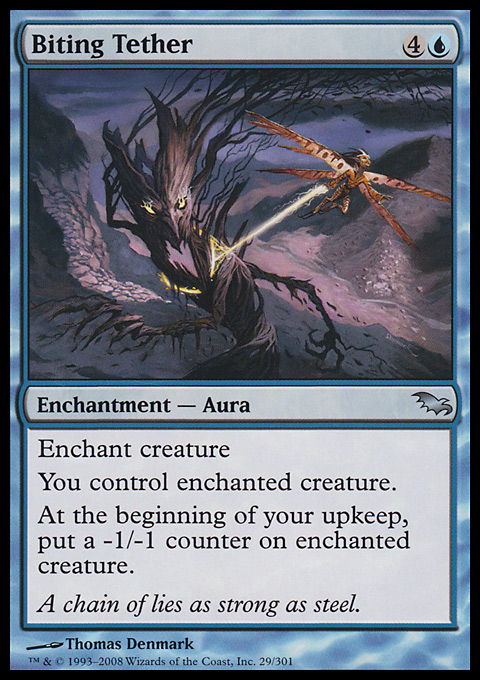 Biting Tether 4
Enchantment — Aura
Enchant creature
You control enchanted creature.
At the beginning of your upkeep,
put a -1/-1 counter on enchanted
creature.
A chain of lies as strong as steel.
Thomas Denmark
™ & © 1993–2008 Wizards of the Coast, Inc. 29/301